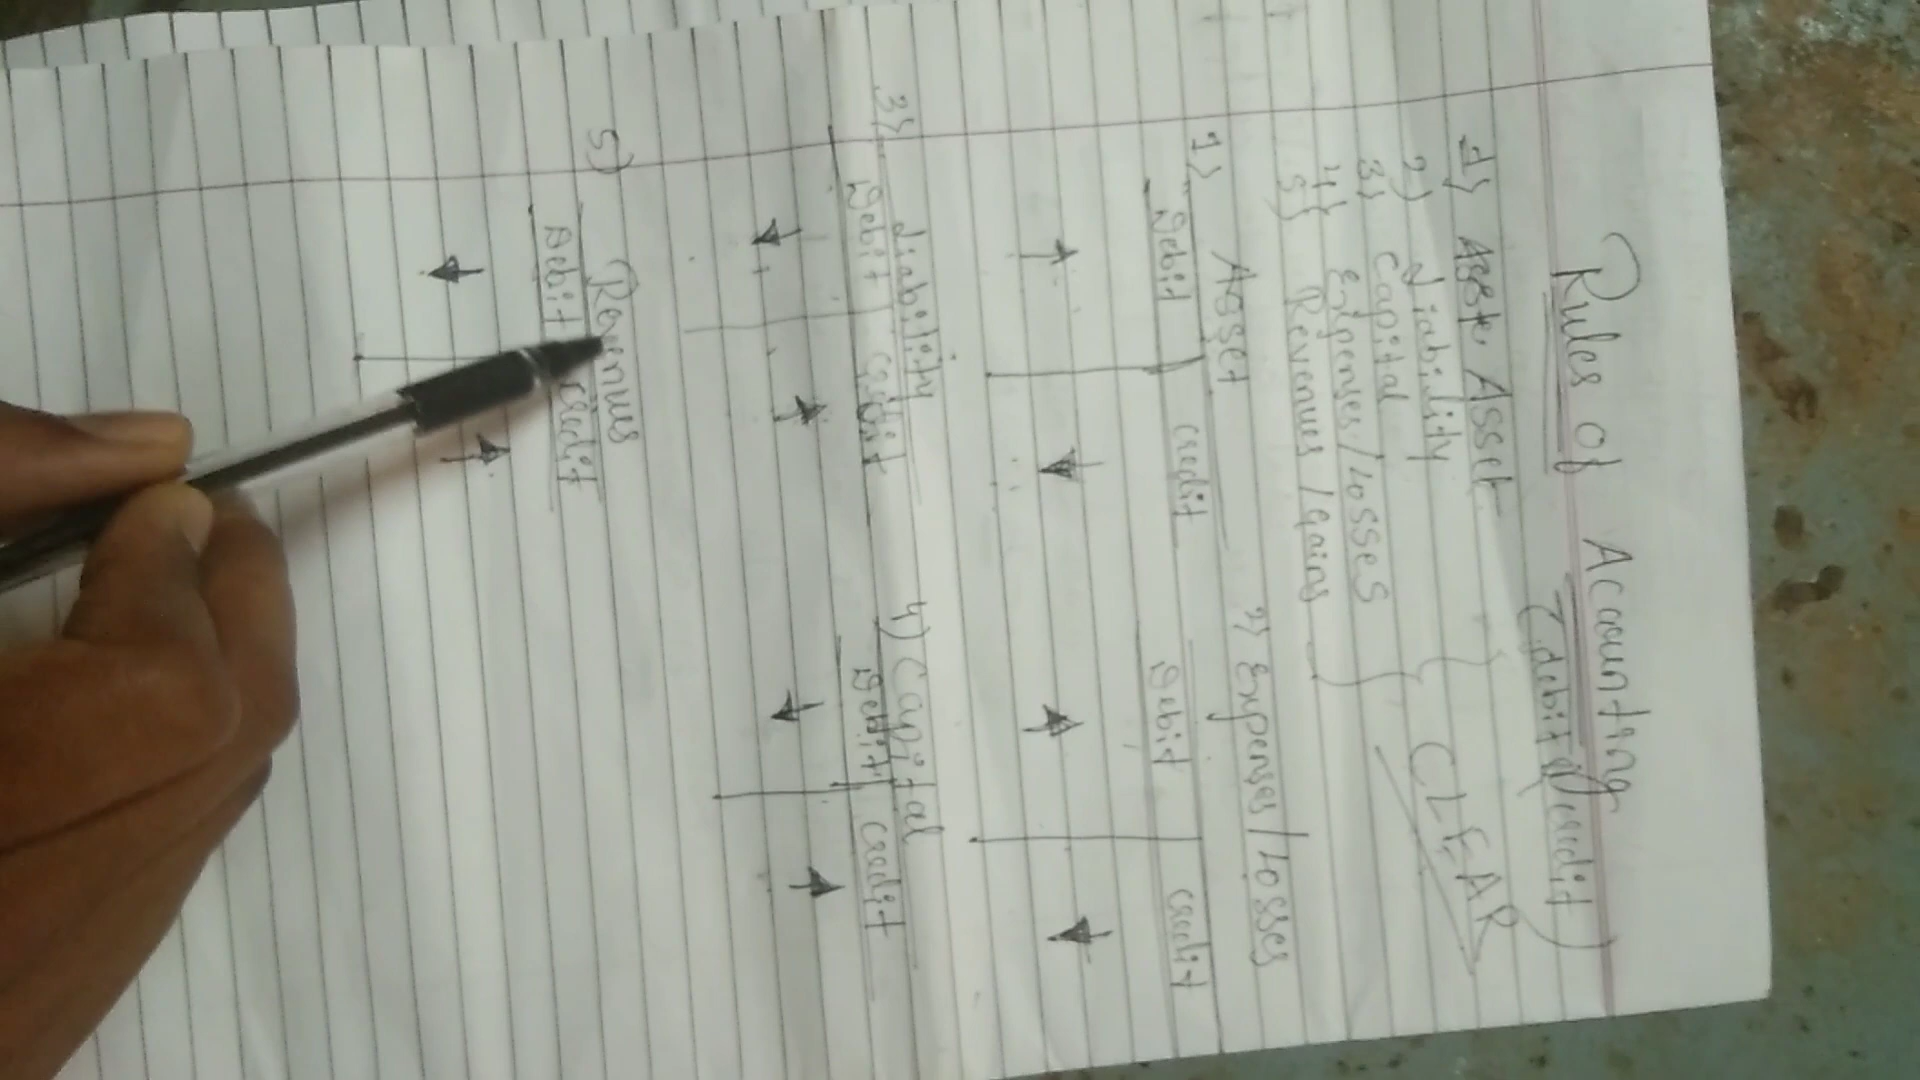 Rules of Accounting
(debit & credit)
1) Asste Asset
2) Liability
3) Capital
4) Expenses/Losses
5) Revenues/gains
CLEAR
1) Asset 2) Expenses/Losses
Debit credit Debit credit
3) Liability 4) Capital
Debit credit Debit credit
5) Revenues
Debit credit